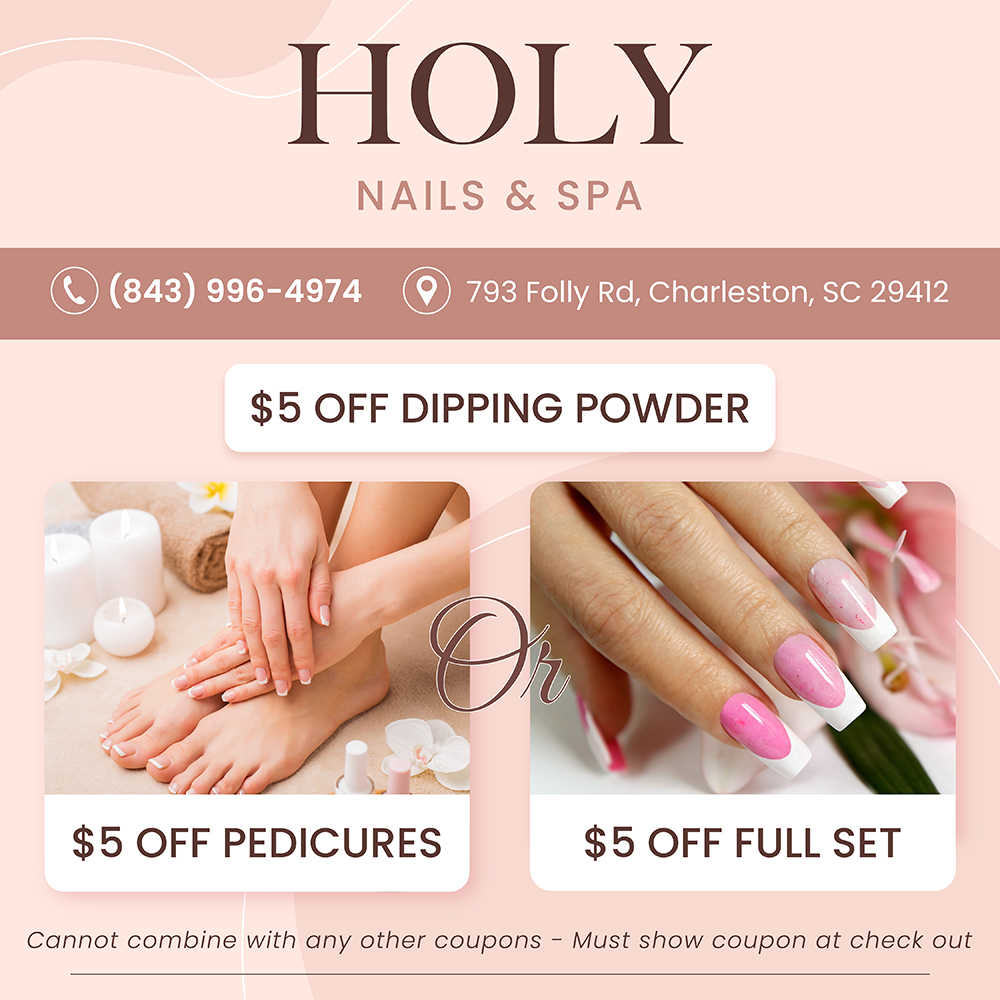 HOLY
NAILS & SPA
(843) 996-4974
793 Folly Rd, Charleston, SC 29412
$5 OFF DIPPING POWDER
Or
$5 OFF PEDICURES
$5 OFF FULL SET
Cannot combine with any other coupons - Must show coupon at check out